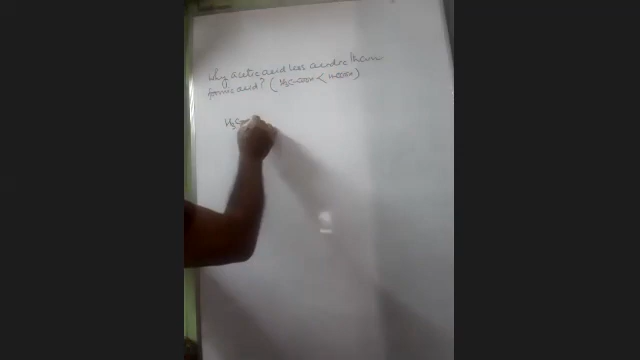 Why acetic acid less acidic than
formic acid? ( H₃C-COOH < HCOOH )
H₃C